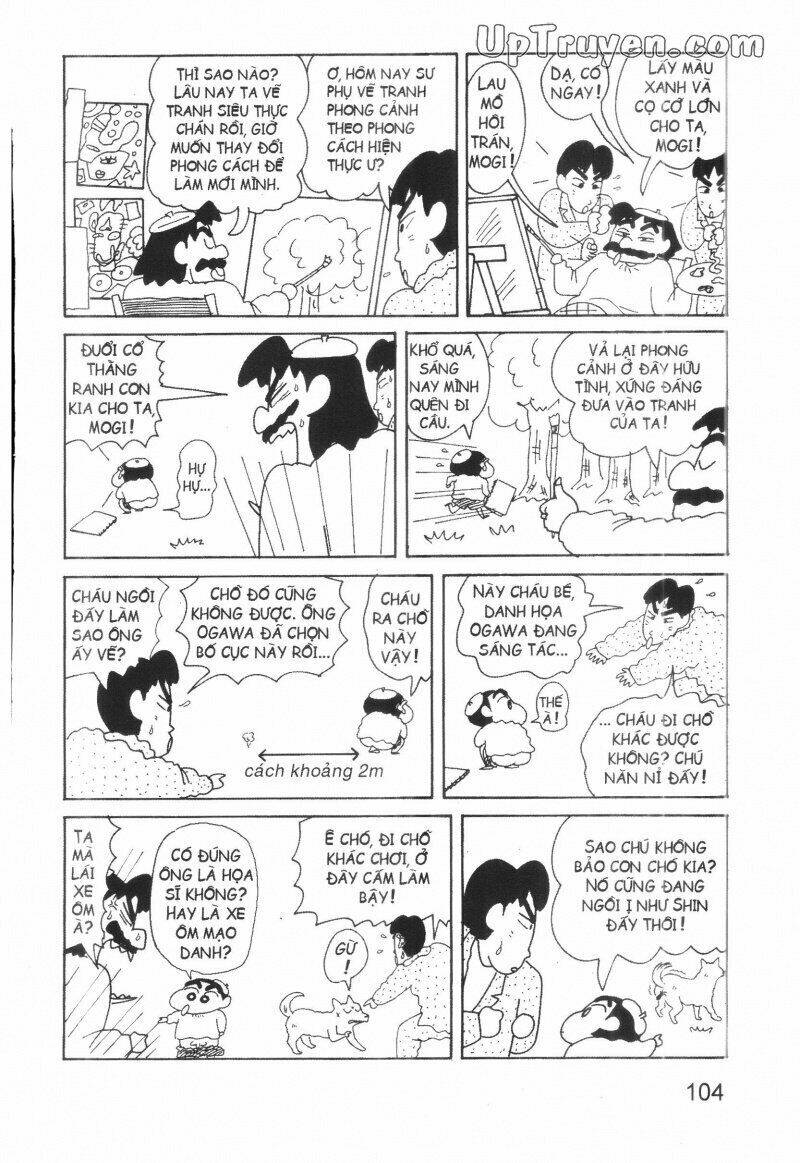 UpTruyen.com
LẤY MÀU
XANH VÀ
CỌ CỠ LỚN
CHO TA,
MOGI!
DẠ, CÓ
NGAY!
LAU
MỒ
HÔI
TRÁN,
MOGI!
Ơ, HÔM NAY SƯ
PHỤ VẼ TRANH
PHONG CẢNH
THEO PHONG
CÁCH HIỆN
THỰC Ư?
THÌ SAO NÀO?
LÂU NAY TA VẼ
TRANH SIÊU THỰC
CHÁN RỒI, GIỜ
MUỐN THAY ĐỔI
PHONG CÁCH ĐỂ
LÀM MỚI MÌNH.
VẢ LẠI PHONG
CẢNH Ở ĐÂY HỮU
TÌNH, XỨNG ĐÁNG
ĐƯA VÀO TRANH
CỦA TA!
KHỔ QUÁ,
SÁNG
NAY MÌNH
QUÊN ĐI
CẦU.
ĐUỔI CỔ
THẰNG
RANH CON
KIA CHO TA,
MOGI!
HỰ
HỰ...
NÀY CHÁU BÉ,
DANH HỌA
OGAWA ĐANG
SÁNG TÁC...
THẾ
À!
... CHÁU ĐI CHỖ
KHÁC ĐƯỢC
KHÔNG? CHÚ
NĂN NỈ ĐẤY!
CHÁU
RA CHỖ
NÀY
VẬY!
CHỖ ĐÓ CŨNG
KHÔNG ĐƯỢC. ÔNG
OGAWA ĐÃ CHỌN
BỐ CỤC NÀY RỒI...
CHÁU NGỒI
ĐẤY LÀM
SAO ÔNG
ẤY VẼ?
cách khoảng 2m
SAO CHÚ KHÔNG
BẢO CON CHÓ KIA?
NÓ CŨNG ĐANG
NGỒI Ị NHƯ SHIN
ĐẤY THÔI!
Ê CHÓ, ĐI CHỖ
KHÁC CHƠI, Ở
ĐÂY CẤM LÀM
BẬY!
GỪ
!
CÓ ĐÚNG
ÔNG LÀ HỌA
SĨ KHÔNG?
HAY LÀ XE
ÔM MẠO
DANH?
TA
MÀ
LÁI
XE
ÔM
À?
104